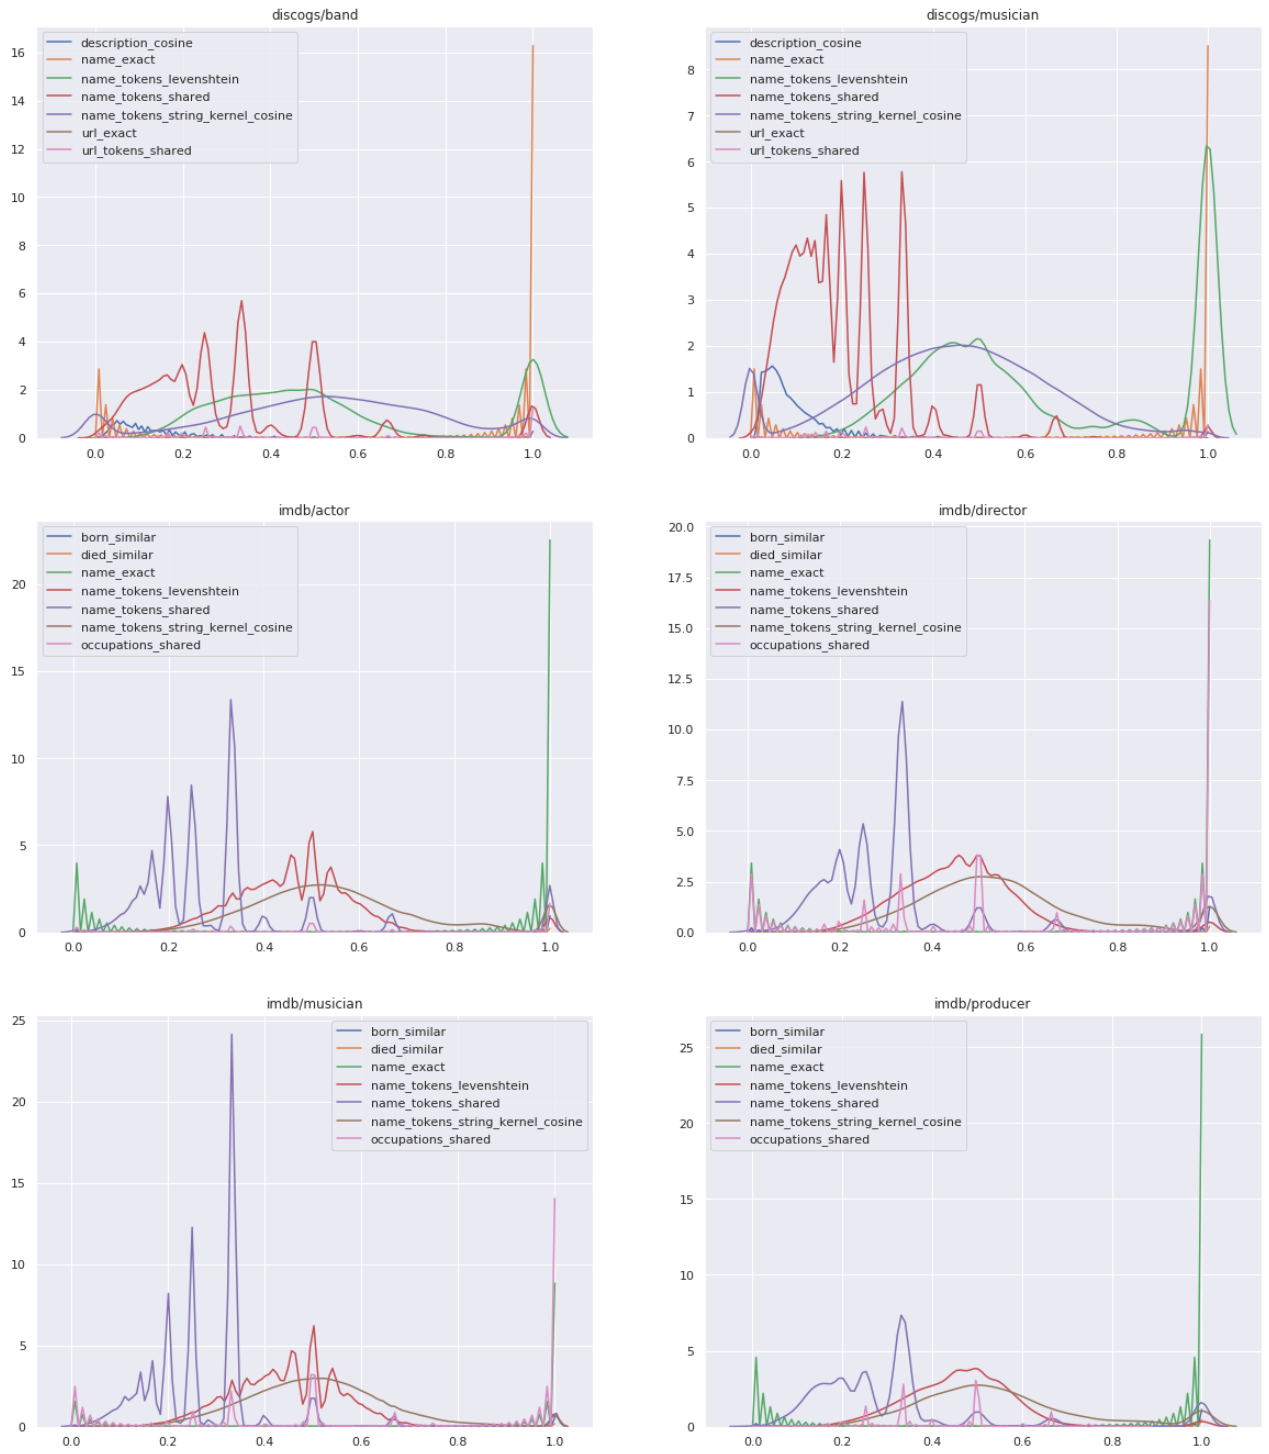 discogs/band
description_cosine
name_exact
name_tokens_levenshtein
name_tokens_shared
name_tokens_string_kernel_cosine
url_exact
url_tokens_shared
16
14
12
10
8
6
4
2
0
0.0 0.2 0.4 0.6 0.8 1.0
discogs/musician
description_cosine
name_exact
name_tokens_levenshtein
name_tokens_shared
name_tokens_string_kernel_cosine
url_exact
url_tokens_shared
8
7
6
5
4
3
2
1
0
0.0 0.2 0.4 0.6 0.8 1.0
imdb/actor
born_similar
died_similar
name_exact
name_tokens_levenshtein
name_tokens_shared
name_tokens_string_kernel_cosine
occupations_shared
20
15
10
5
0
0.0 0.2 0.4 0.6 0.8 1.0
imdb/director
born_similar
died_similar
name_exact
name_tokens_levenshtein
name_tokens_shared
name_tokens_string_kernel_cosine
occupations_shared
20.0
17.5
15.0
12.5
10.0
7.5
5.0
2.5
0.0
0.0 0.2 0.4 0.6 0.8 1.0
imdb/musician
born_similar
died_similar
name_exact
name_tokens_levenshtein
name_tokens_shared
name_tokens_string_kernel_cosine
occupations_shared
25
20
15
10
5
0
0.0 0.2 0.4 0.6 0.8 1.0
imdb/producer
born_similar
died_similar
name_exact
name_tokens_levenshtein
name_tokens_shared
name_tokens_string_kernel_cosine
occupations_shared
25
20
15
10
5
0
0.0 0.2 0.4 0.6 0.8 1.0